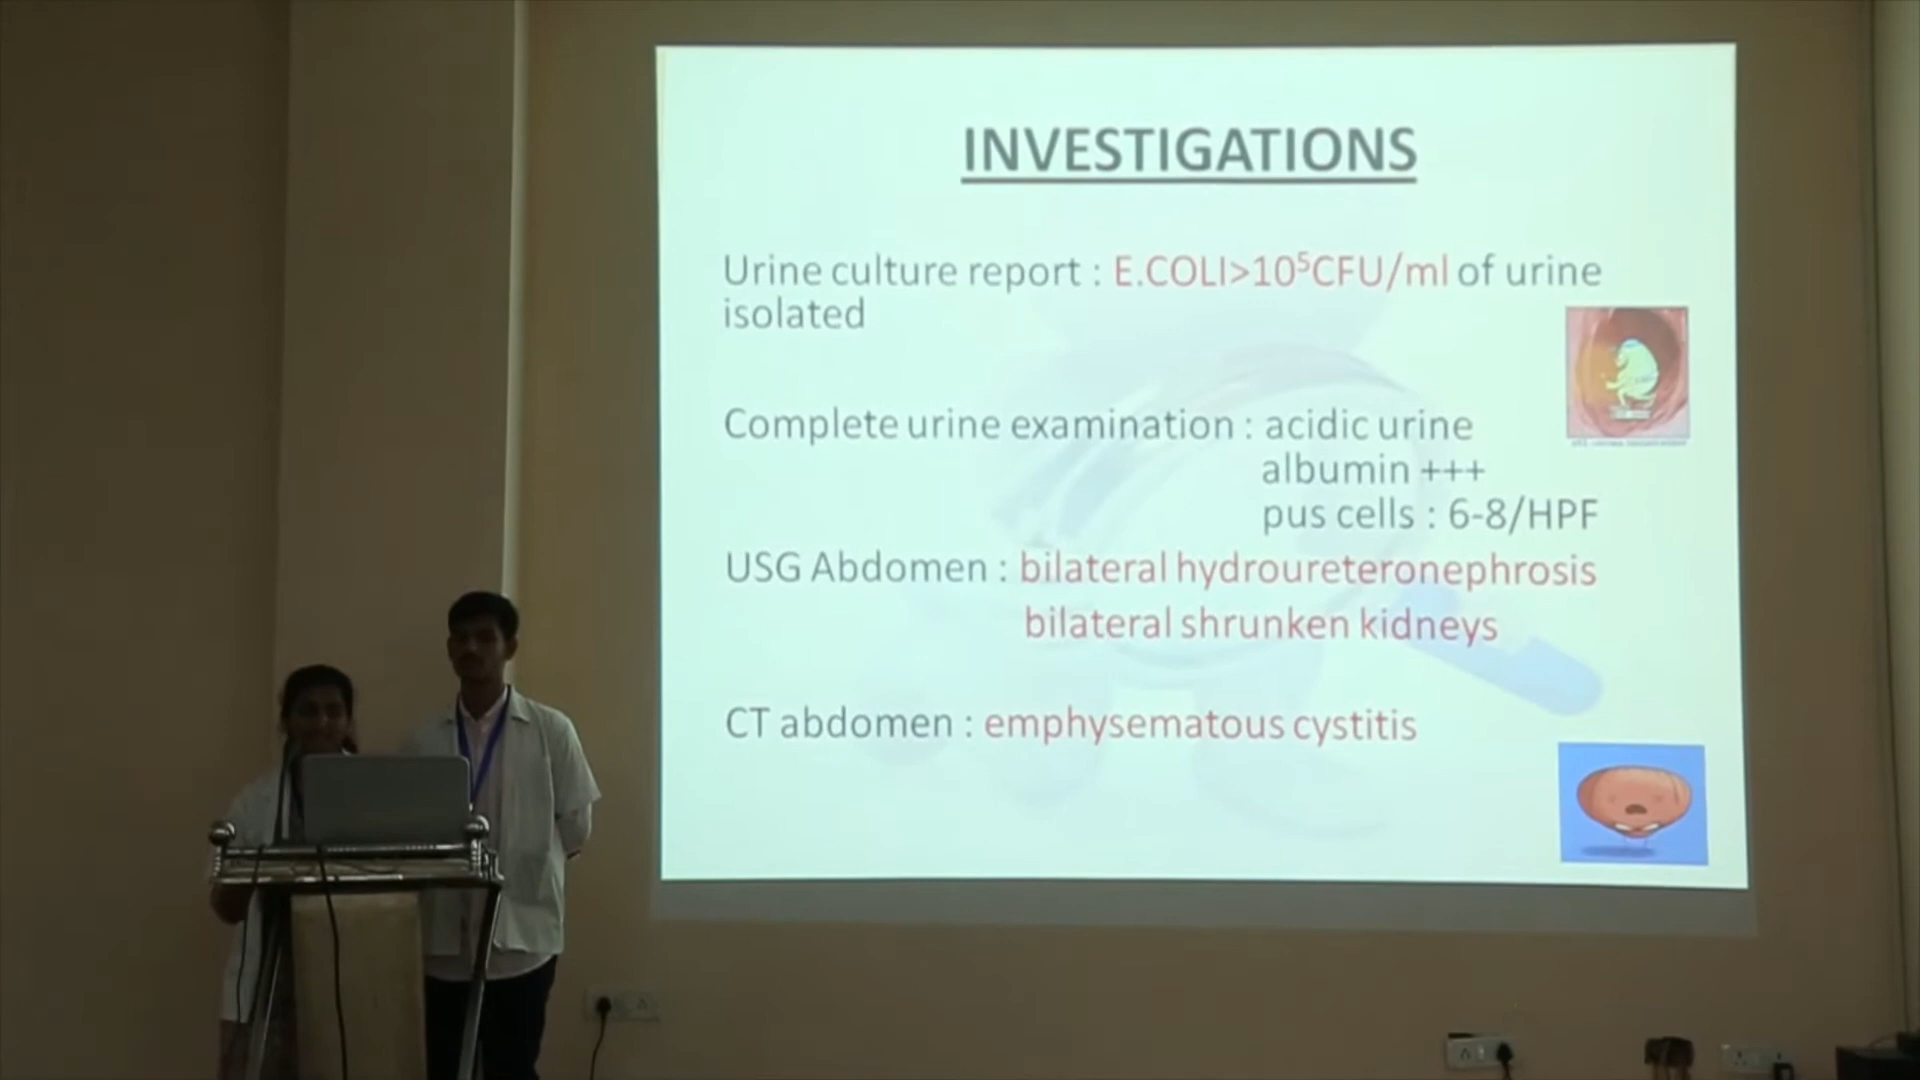 INVESTIGATIONS
Urine culture report : E.COLI>10⁵CFU/ml of urine
isolated
Complete urine examination : acidic urine
albumin +++
pus cells : 6-8/HPF
USG Abdomen : bilateral hydroureteronephrosis
bilateral shrunken kidneys
CT abdomen : emphysematous cystitis